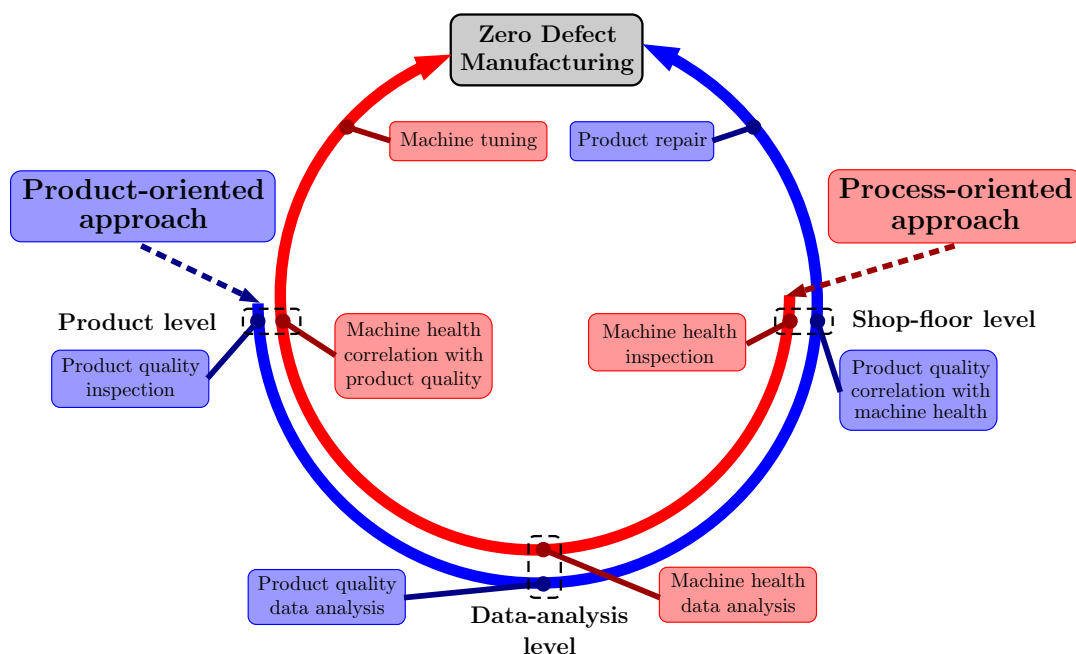 Zero Defect
Manufacturing
Machine tuning
Product repair
Product-oriented
approach
Process-oriented
approach
Product level
Machine health
correlation with
product quality
Machine health
inspection
Shop-floor level
Product quality
inspection
Product quality
correlation with
machine health
Product quality
data analysis
Machine health
data analysis
Data-analysis
level